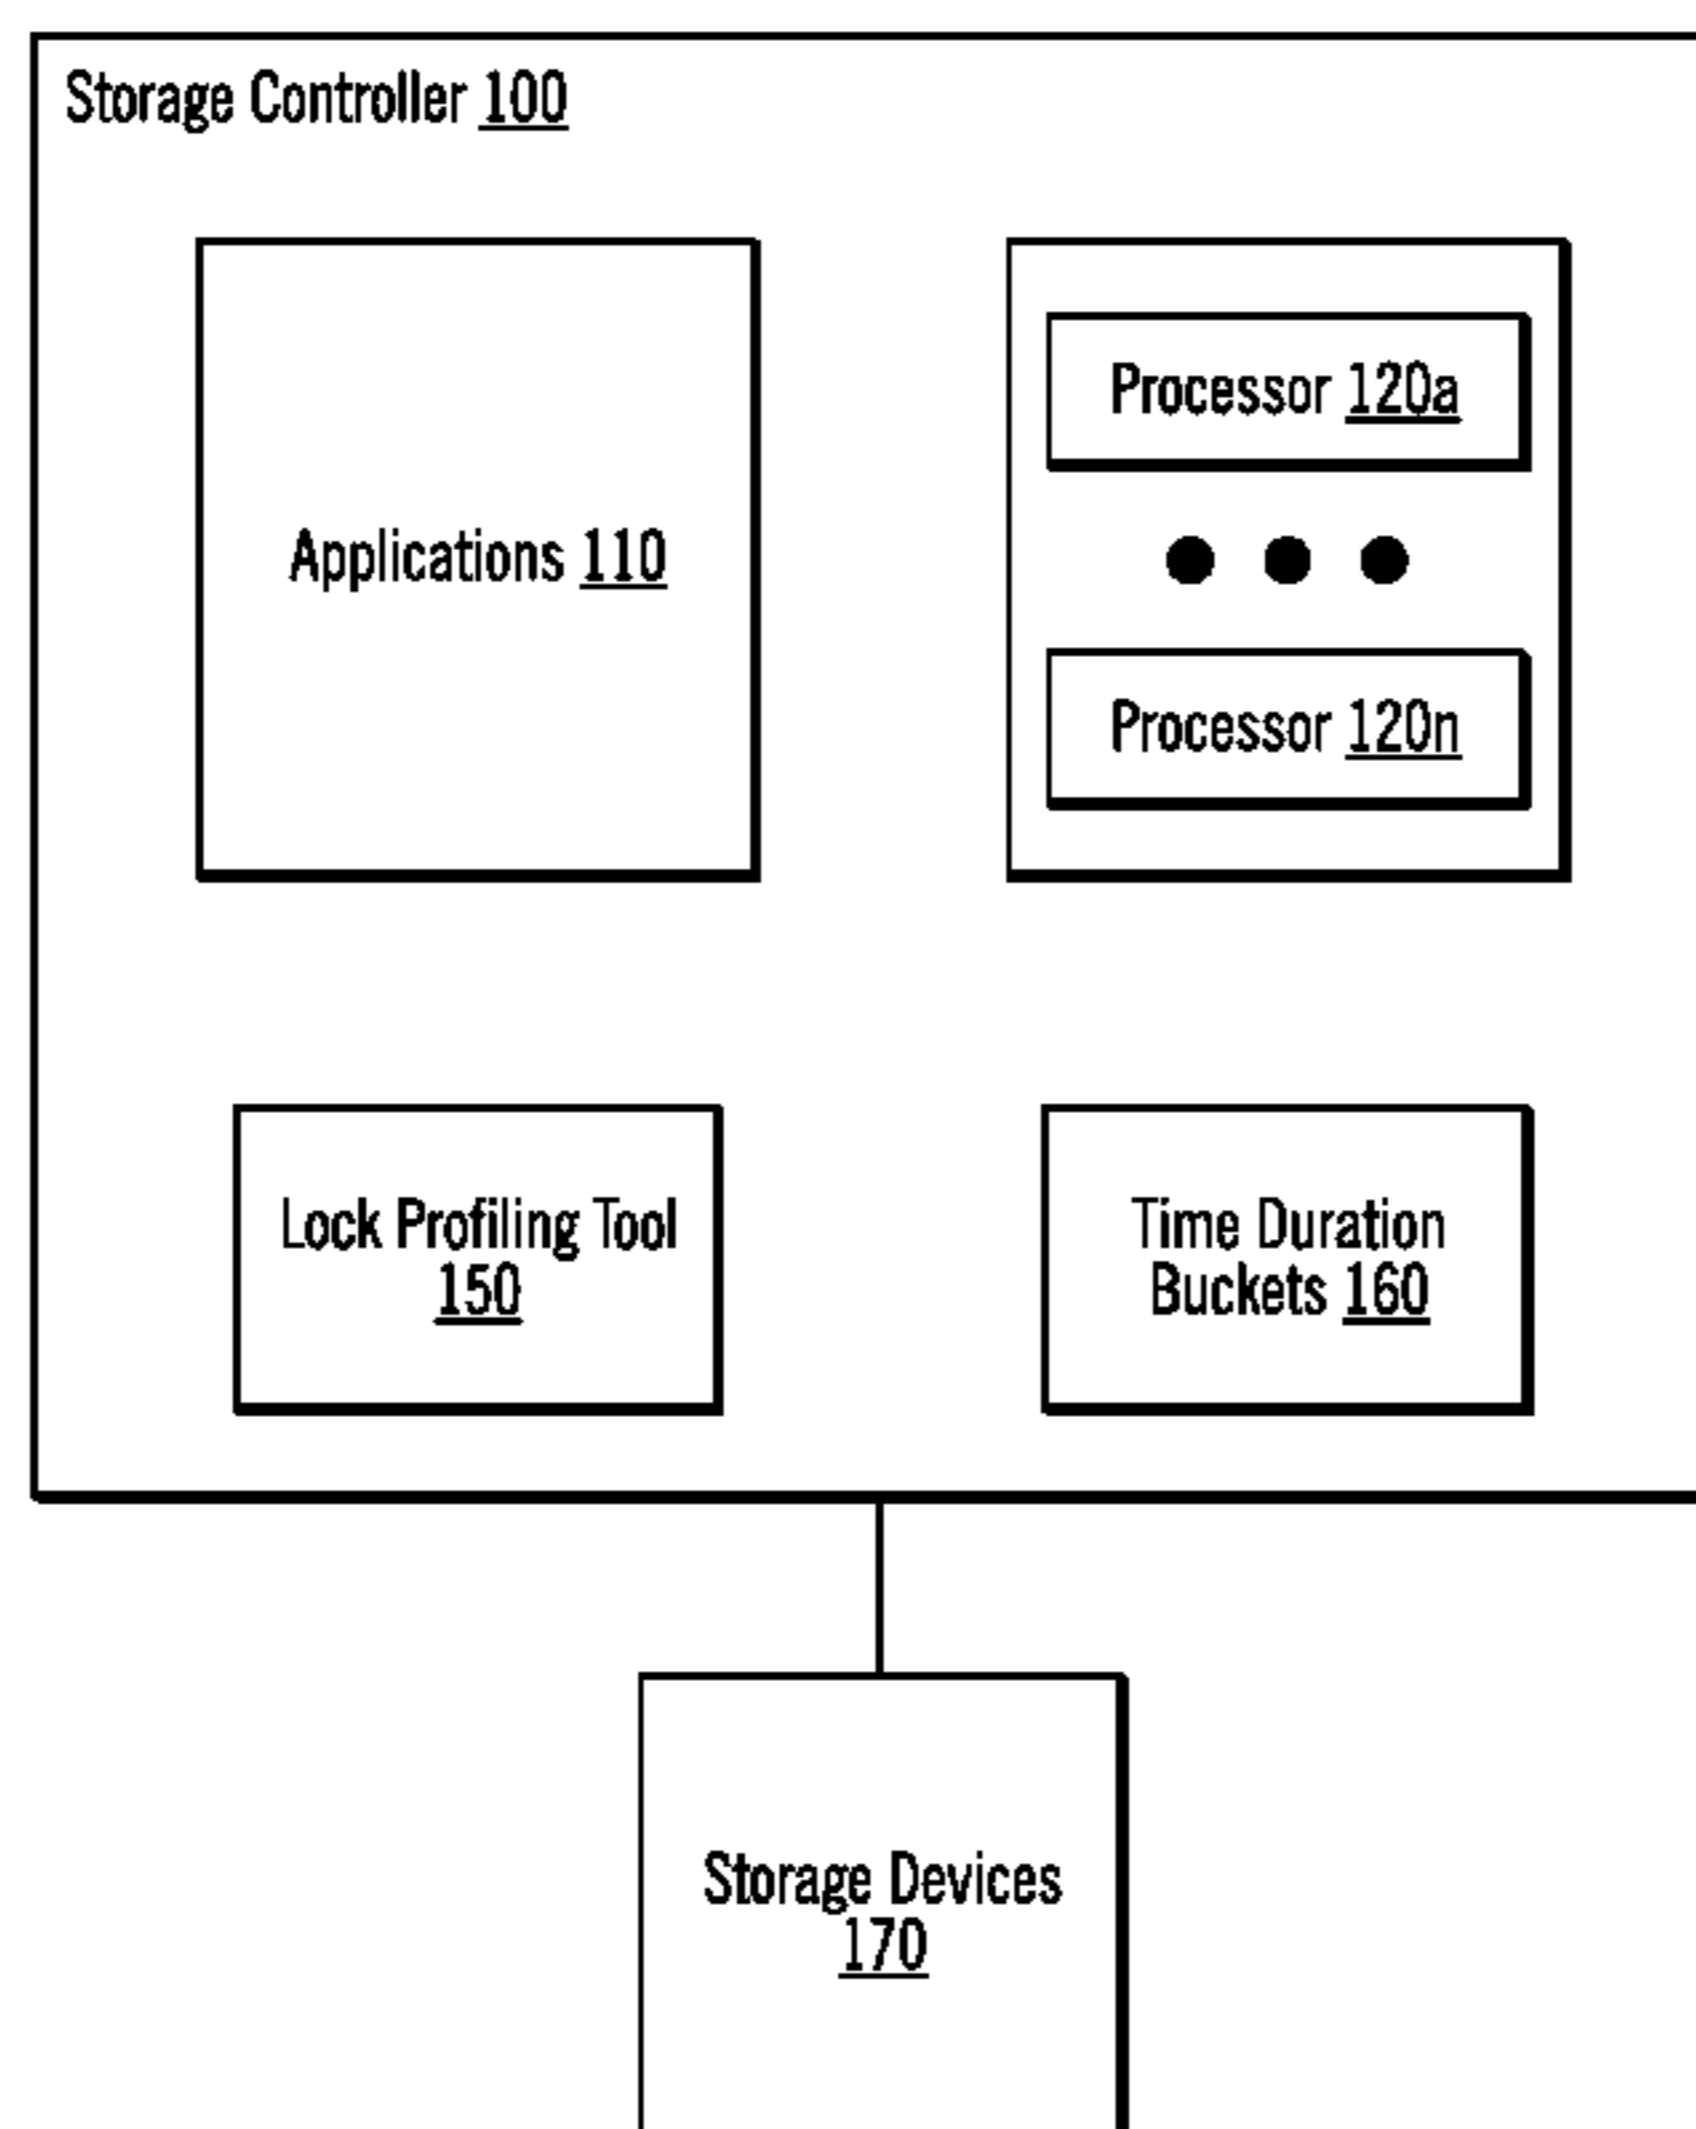 Storage Controller 100
Applications 110
Processor 120a
Processor 120n
Lock Profiling Tool
150
Time Duration
Buckets 160
Storage Devices
170